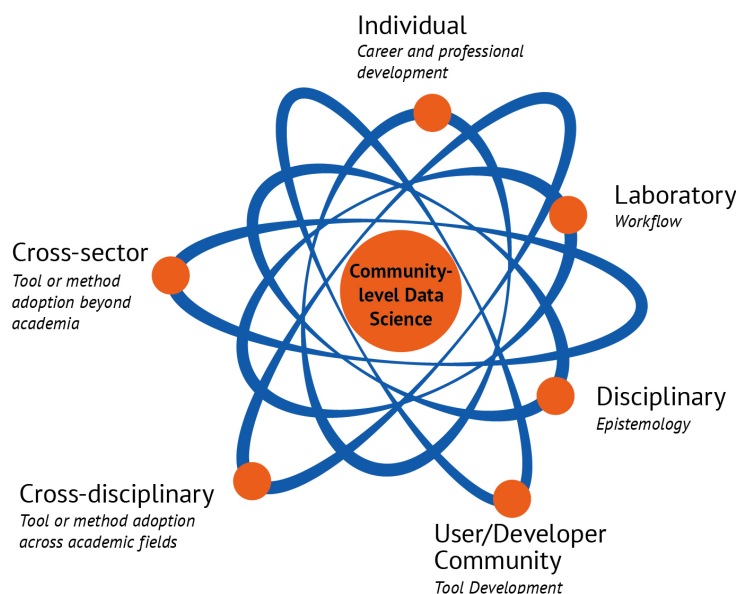 Individual
Career and professional
development
Laboratory
Workflow
Cross-sector
Tool or method
adoption beyond
academia
Community-
level Data
Science
Disciplinary
Epistemology
Cross-disciplinary
Tool or method adoption
across academic fields
User/Developer
Community
Tool Development